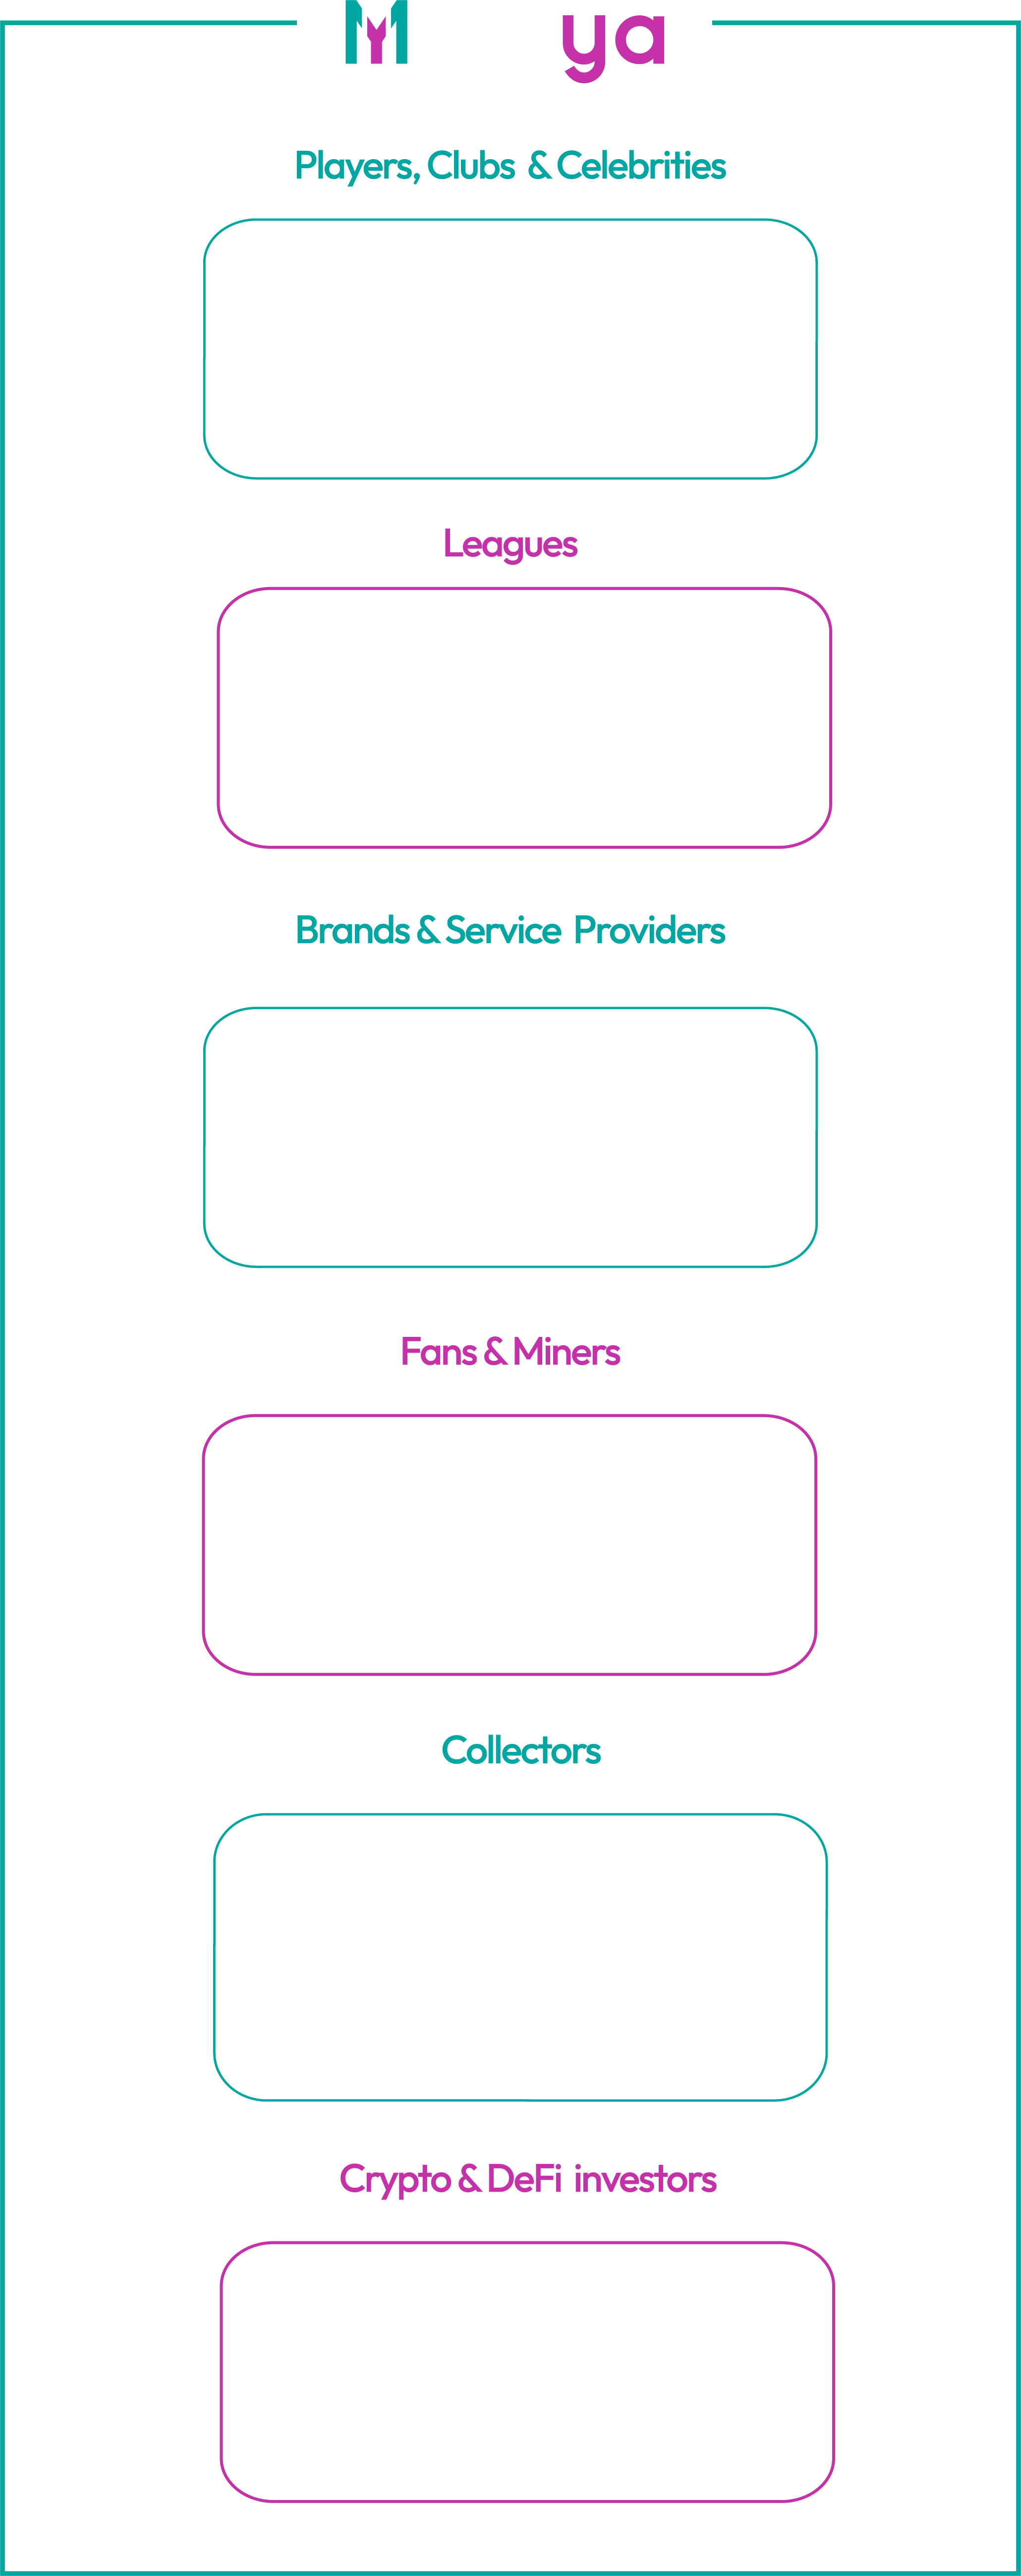 M ya
Players, Clubs & Celebrities
Leagues
Brands & Service Providers
Fans & Miners
Collectors
Crypto & DeFi investors